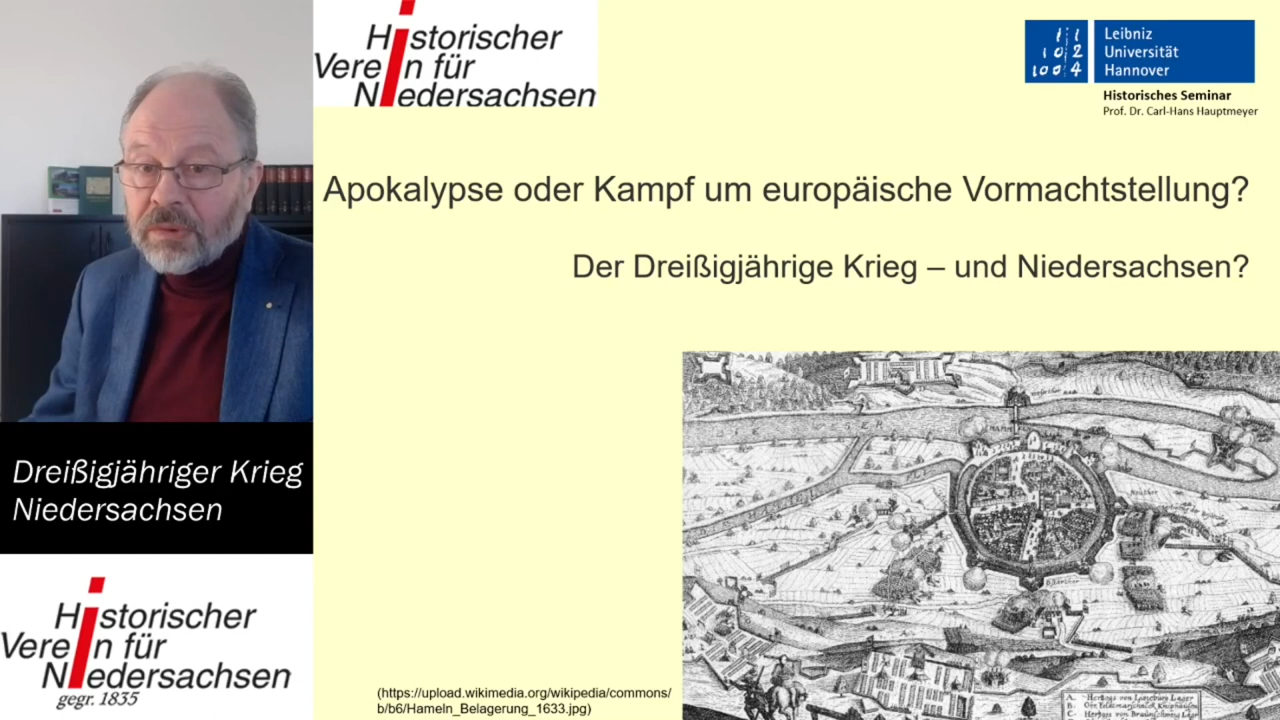 Historischer
Verein für
Niedersachsen
Leibniz
Universität
Hannover
Historisches Seminar
Prof. Dr. Carl-Hans Hauptmeyer
Apokalypse oder Kampf um europäische Vormachtstellung?
Der Dreißigjährige Krieg – und Niedersachsen?
Dreißigjähriger Krieg
Niedersachsen
Historischer
Verein für
Niedersachsen
gegr. 1835
(https://upload.wikimedia.org/wikipedia/commons/
b/b6/Hameln_Belagerung_1633.jpg)